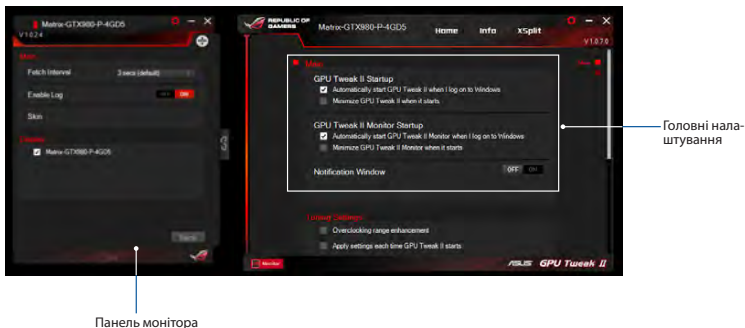 Matrix-GTX980-P-4GD5
V1.0.2.4
Main
Fetch Interval 3 secs (default)
Enable Log OFF ON
Skin
Matrix-GTX980-P-4GD5
REPUBLIC OF
GAMERS
Matrix-GTX980-P-4GD5 Home Info XSplit
V1.0.7.0
Main
GPU Tweak II Startup
Automatically start GPU Tweak II when I log on to Windows
Minimize GPU Tweak II when it starts
GPU Tweak II Monitor Startup
Automatically start GPU Tweak II Monitor when I log on to Windows
Minimize GPU Tweak II Monitor when it starts
Notification Window OFF ON
Overclocking range enhancement
Apply settings each time GPU Tweak II starts
Monitor
ASUS GPU Tweak II
Головні нала-
штування
Панель монітора